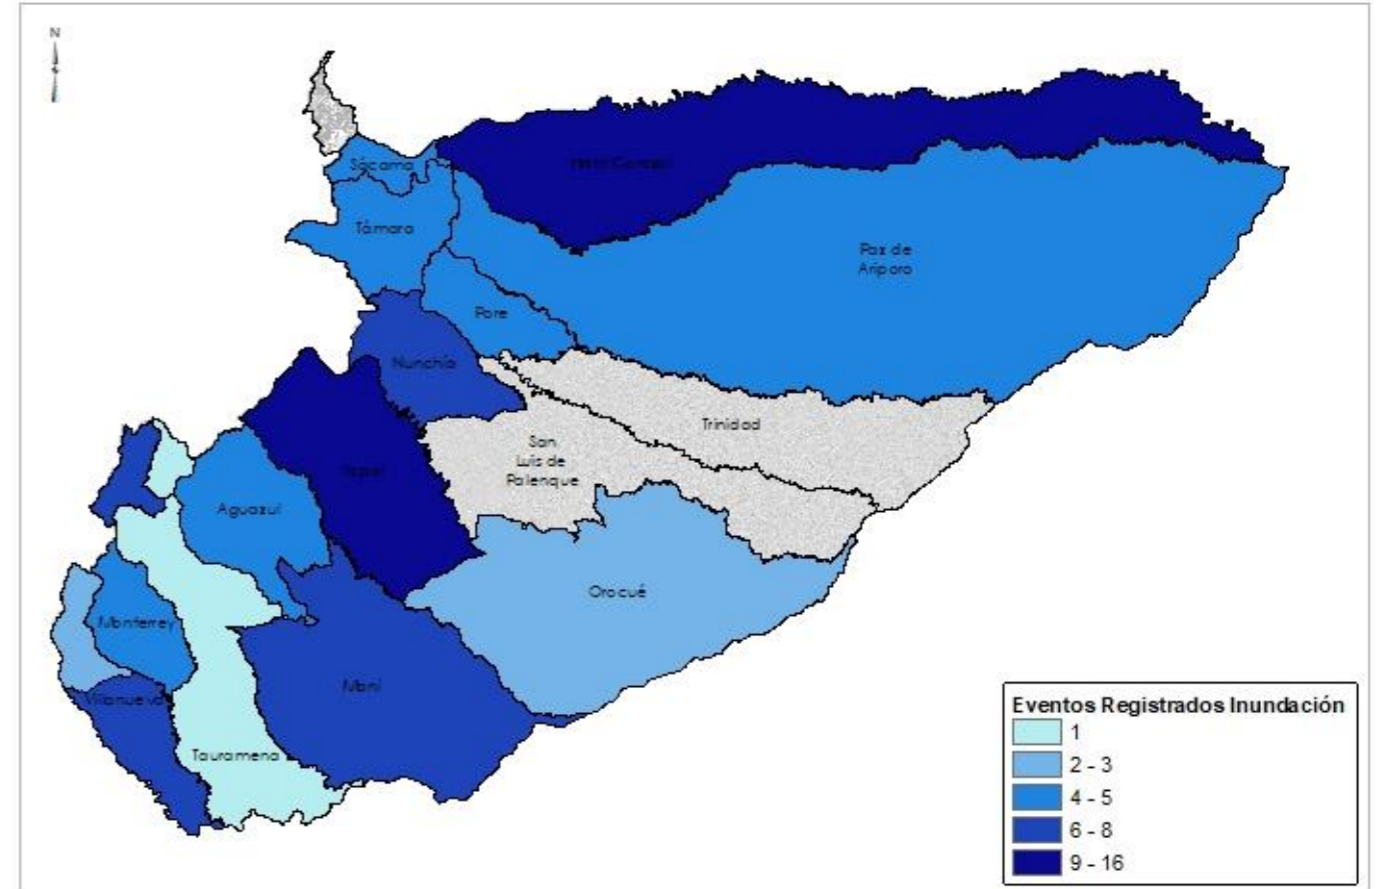 N
Sácama
Hato Corozal
Támara
Paz de
Ariporo
Pore
Nunchía
Trinidad
San
Luis de
Palenque
Yopal
Aguazul
Orocué
Monterrey
Maní
Villanueva
Tauramena
Eventos Registrados Inundación
1
2 - 3
4 - 5
6 - 8
9 - 16